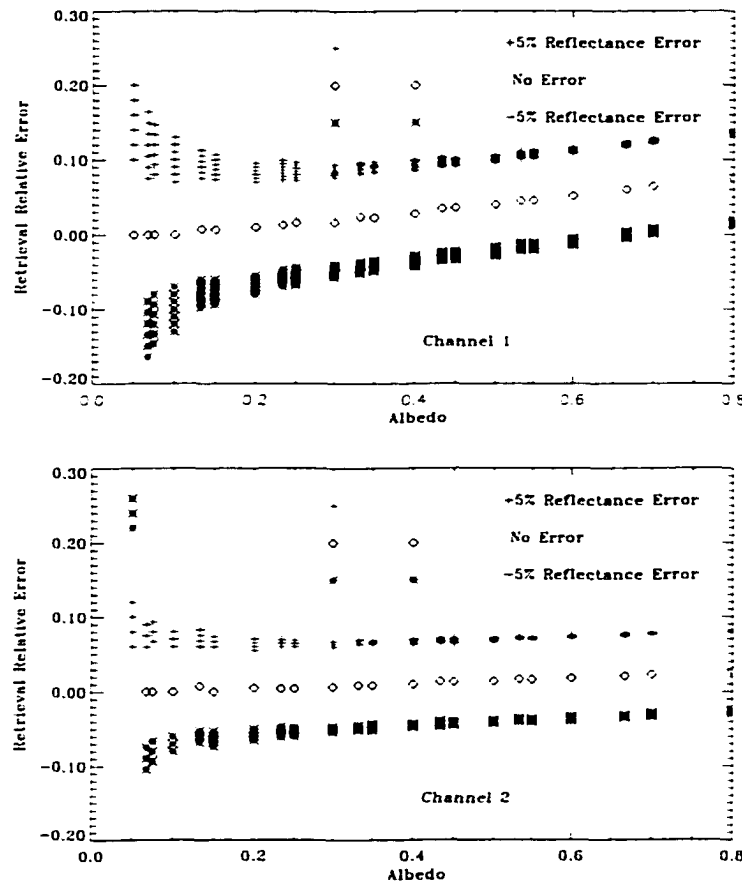 0.30
0.20
0.10
0.00
-0.10
-0.20
Retrieval Relative Error
+5% Reflectance Error
No Error
-5% Reflectance Error
Channel 1
0.0 0.2 0.4 0.6 0.8
Albedo
0.30
0.20
0.10
0.00
-0.10
-0.20
Retrieval Relative Error
+5% Reflectance Error
No Error
-5% Reflectance Error
Channel 2
0.0 0.2 0.4 0.6 0.8
Albedo